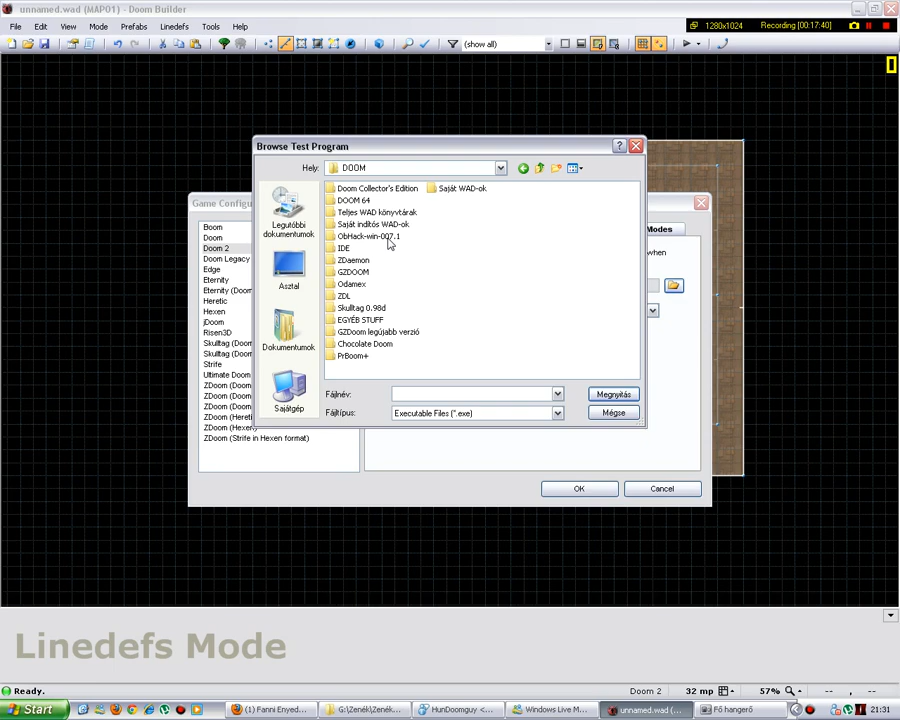 unnamed.wad (MAP01) - Doom Builder
File Edit View Mode Prefabs Linedefs Tools Help
1280x1024 Recording [00:17:40]
(show all)
Browse Test Program
Hely: DOOM
Legutóbbi dokumentumok
Asztal
Dokumentumok
Sajátgép
Doom Collector's Edition
DOOM 64
Teljes WAD könyvtárak
Saját indítós WAD-ok
ObHack-win-007.1
IDE
ZDaemon
GZDOOM
Odamex
ZDL
Skulltag 0.98d
EGYÉB STUFF
GZDoom legújabb verzió
Chocolate Doom
PrBoom+
Saját WAD-ok
Fájlnév:
Megnyitás
Fájltípus: Executable Files (*.exe)
Mégse
Game Configu
Boom
Doom
Doom 2
Doom Legacy
Edge
Eternity
Eternity (Doom
Heretic
Hexen
jDoom
Risen3D
Skulltag (Doom
Skulltag (Doom
Strife
Ultimate Doom
ZDoom (Doom
ZDoom (Doom
ZDoom (Doom
ZDoom (Hereti
ZDoom (Hexen)
ZDoom (Strife in Hexen format)
Modes
when
OK Cancel
Linedefs Mode
Ready.
Doom 2 32 mp 57% -- , --
Start
(1) Fanni Enyed...
G:\Zenék\Zenék...
HunDoomguy <...
Windows Live M...
unnamed.wad (...
Fő hangerő
21:31